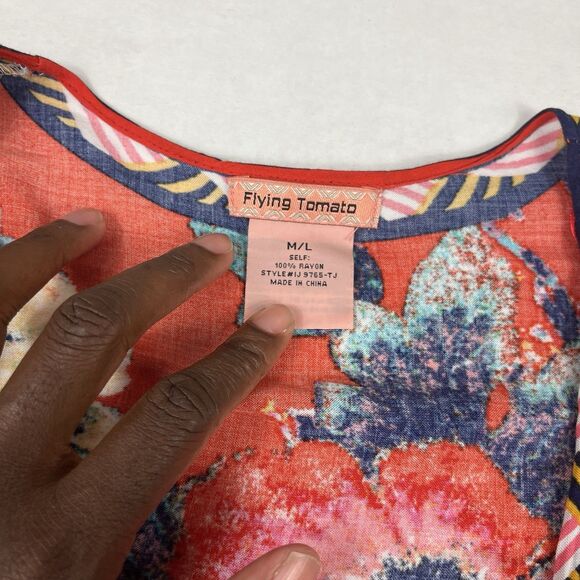 Flying Tomato
M/L
SELF:
100% RAYON
STYLE#IJ 9765-TJ
MADE IN CHINA